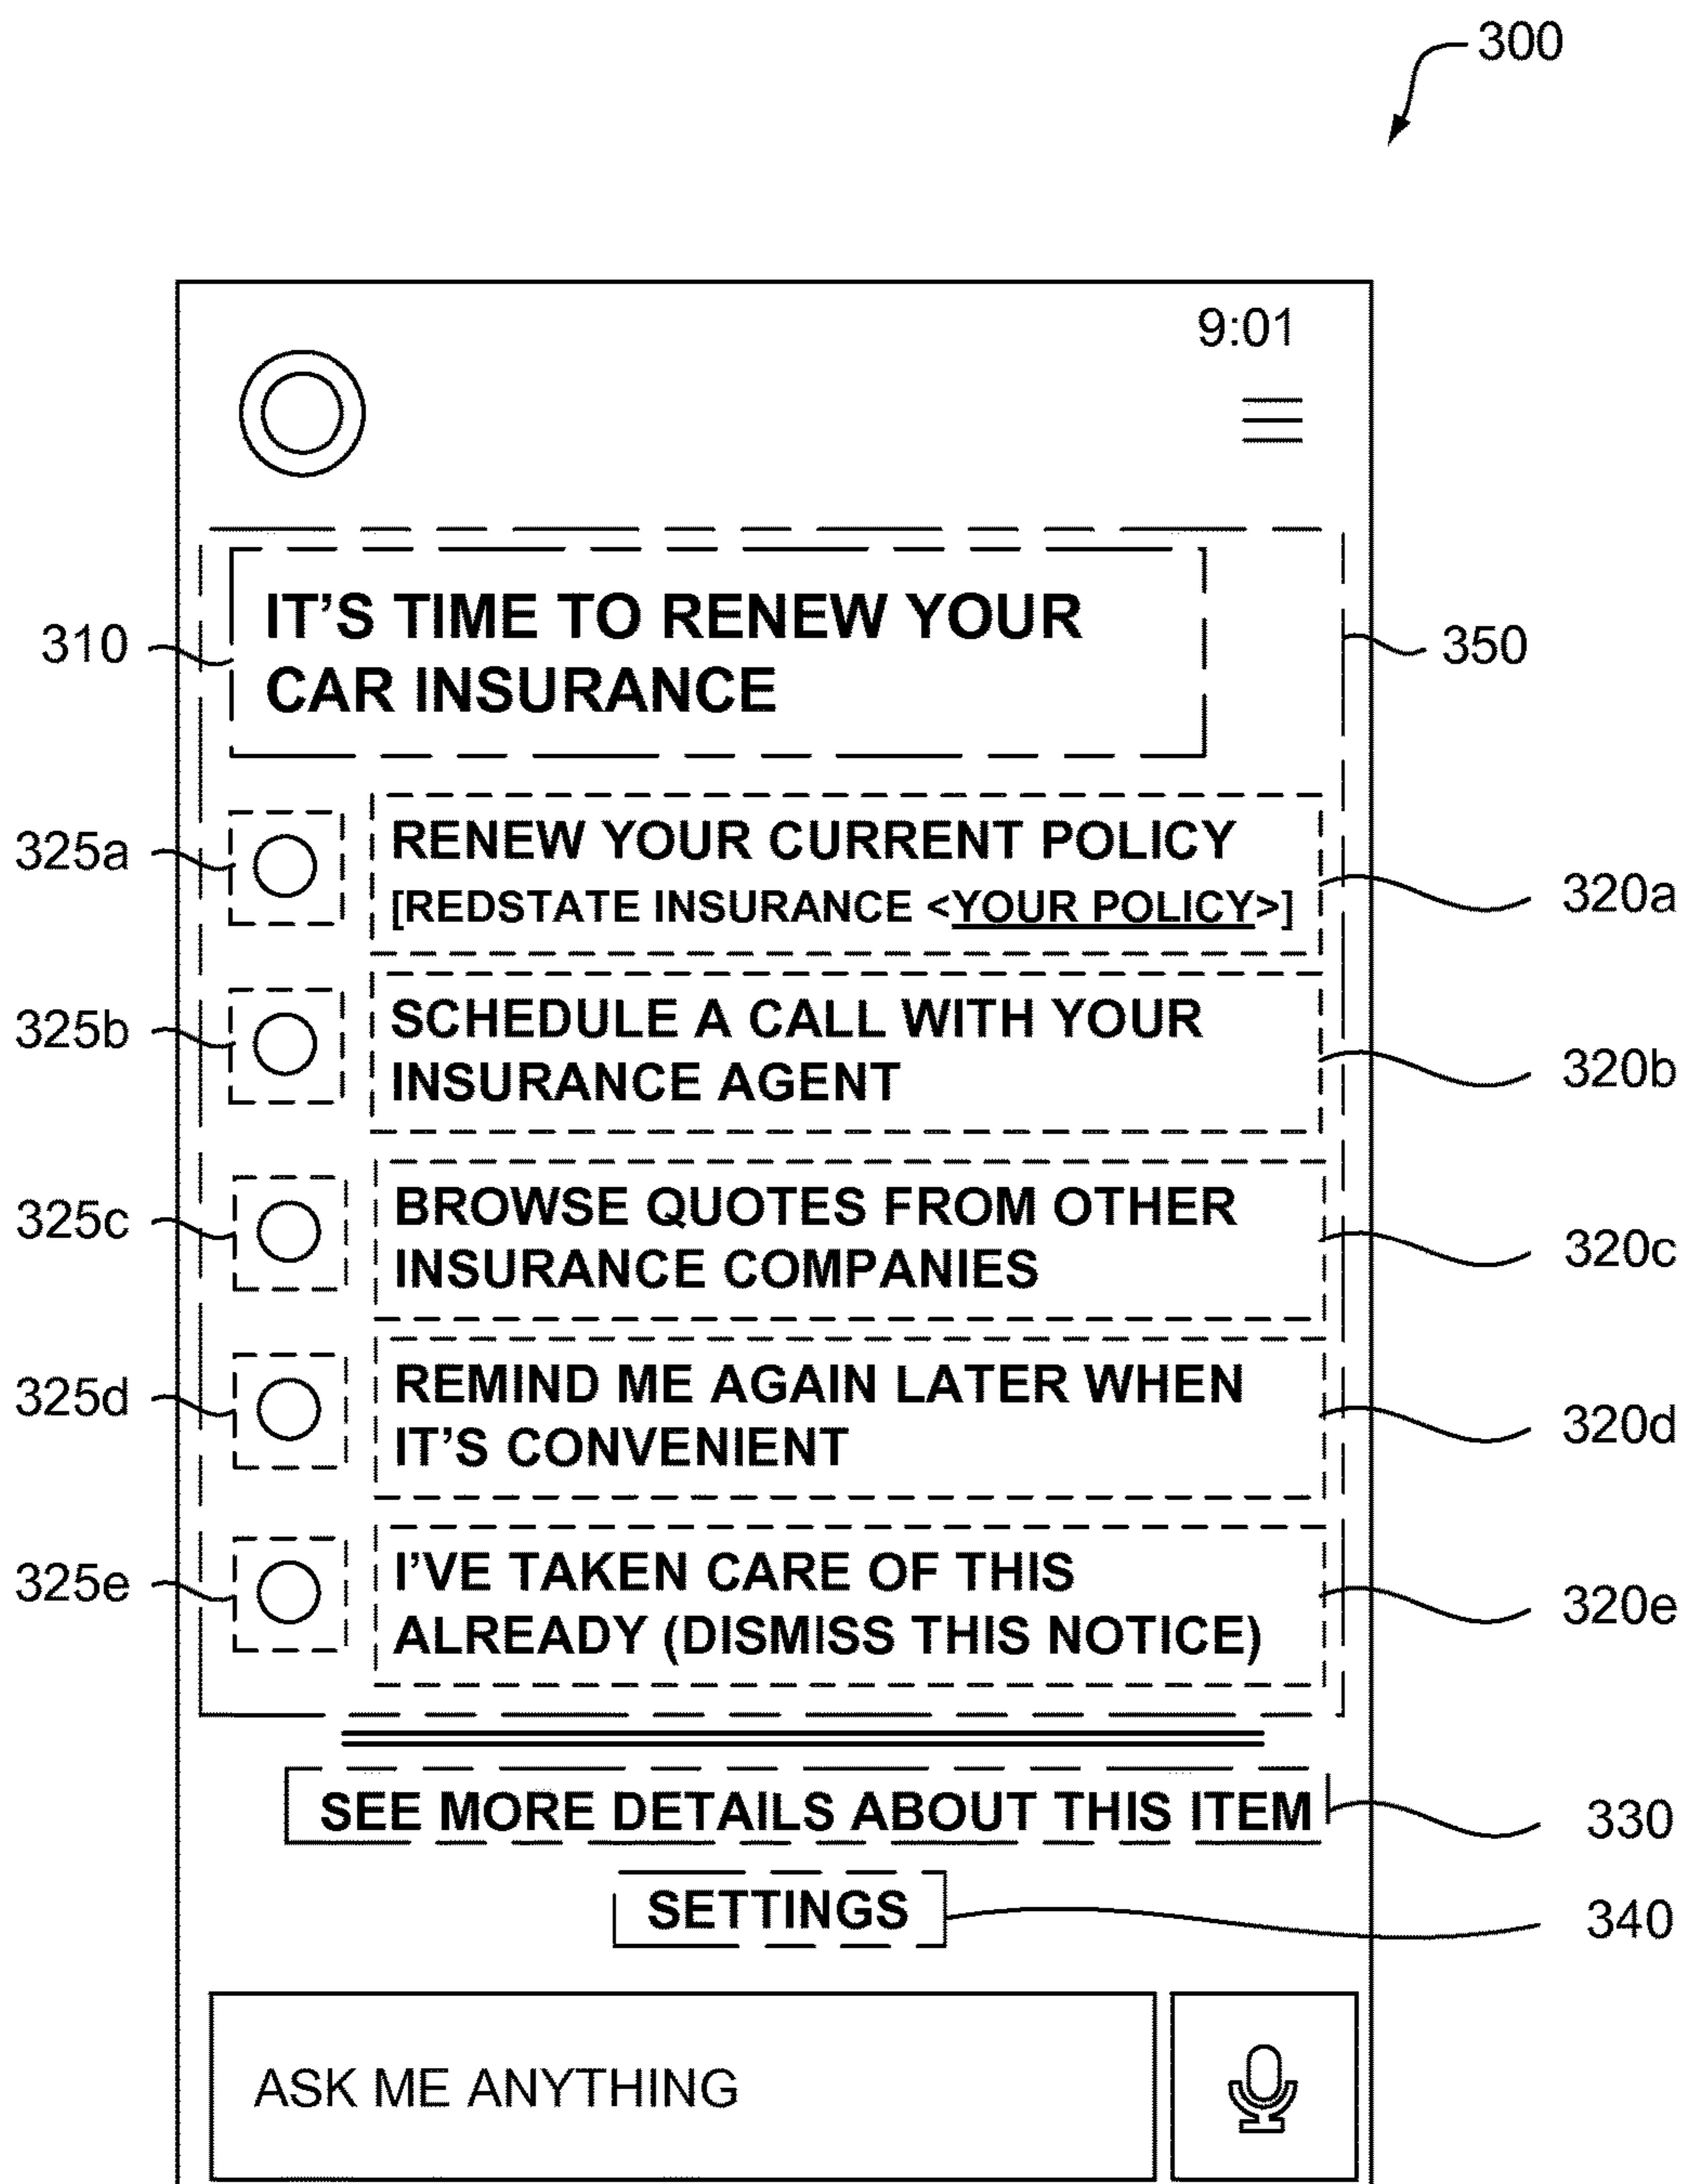 300
9:01
310
IT’S TIME TO RENEW YOUR
CAR INSURANCE
350
325a
RENEW YOUR CURRENT POLICY
[REDSTATE INSURANCE <YOUR POLICY>]
320a
325b
SCHEDULE A CALL WITH YOUR
INSURANCE AGENT
320b
325c
BROWSE QUOTES FROM OTHER
INSURANCE COMPANIES
320c
325d
REMIND ME AGAIN LATER WHEN
IT’S CONVENIENT
320d
325e
I’VE TAKEN CARE OF THIS
ALREADY (DISMISS THIS NOTICE)
320e
SEE MORE DETAILS ABOUT THIS ITEM
330
SETTINGS
340
ASK ME ANYTHING